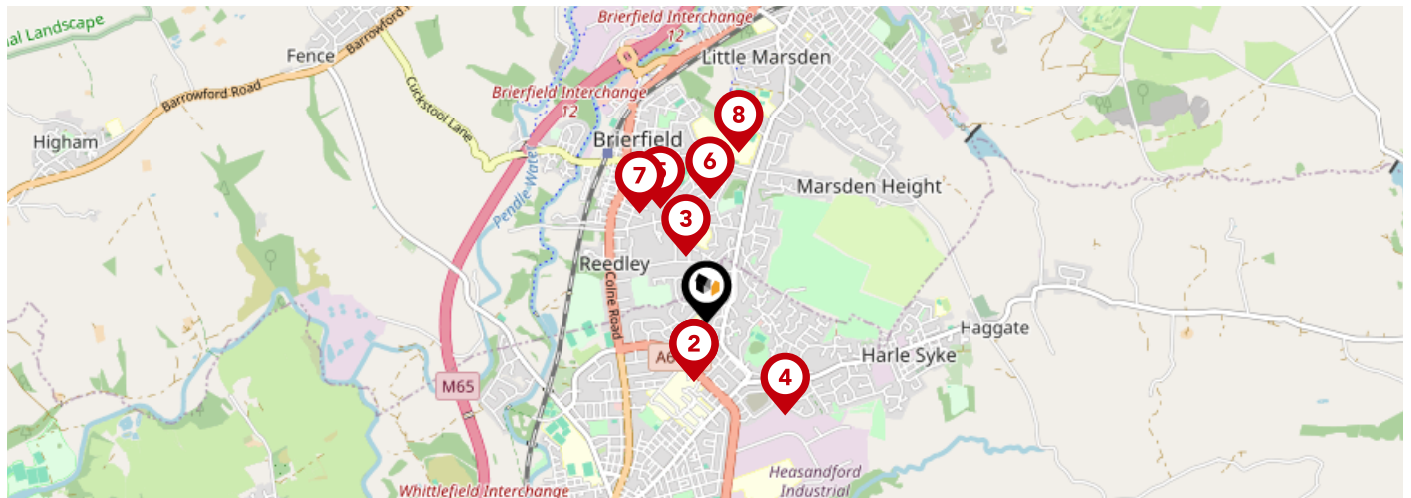 al Landscape
Fence
Barrowford R
Barrowford Road
Cuckstool Lane
Higham
Brierfield Interchange
12
Little Marsden
Brierfield Interchange
12
8
Brierfield
6
7
5
Pendle Water
Marsden Height
3
Reedley
Colne Road
2
A6
4
Haggate
Harle Syke
M65
Heasandford
Industrial
Whittlefield Interchange